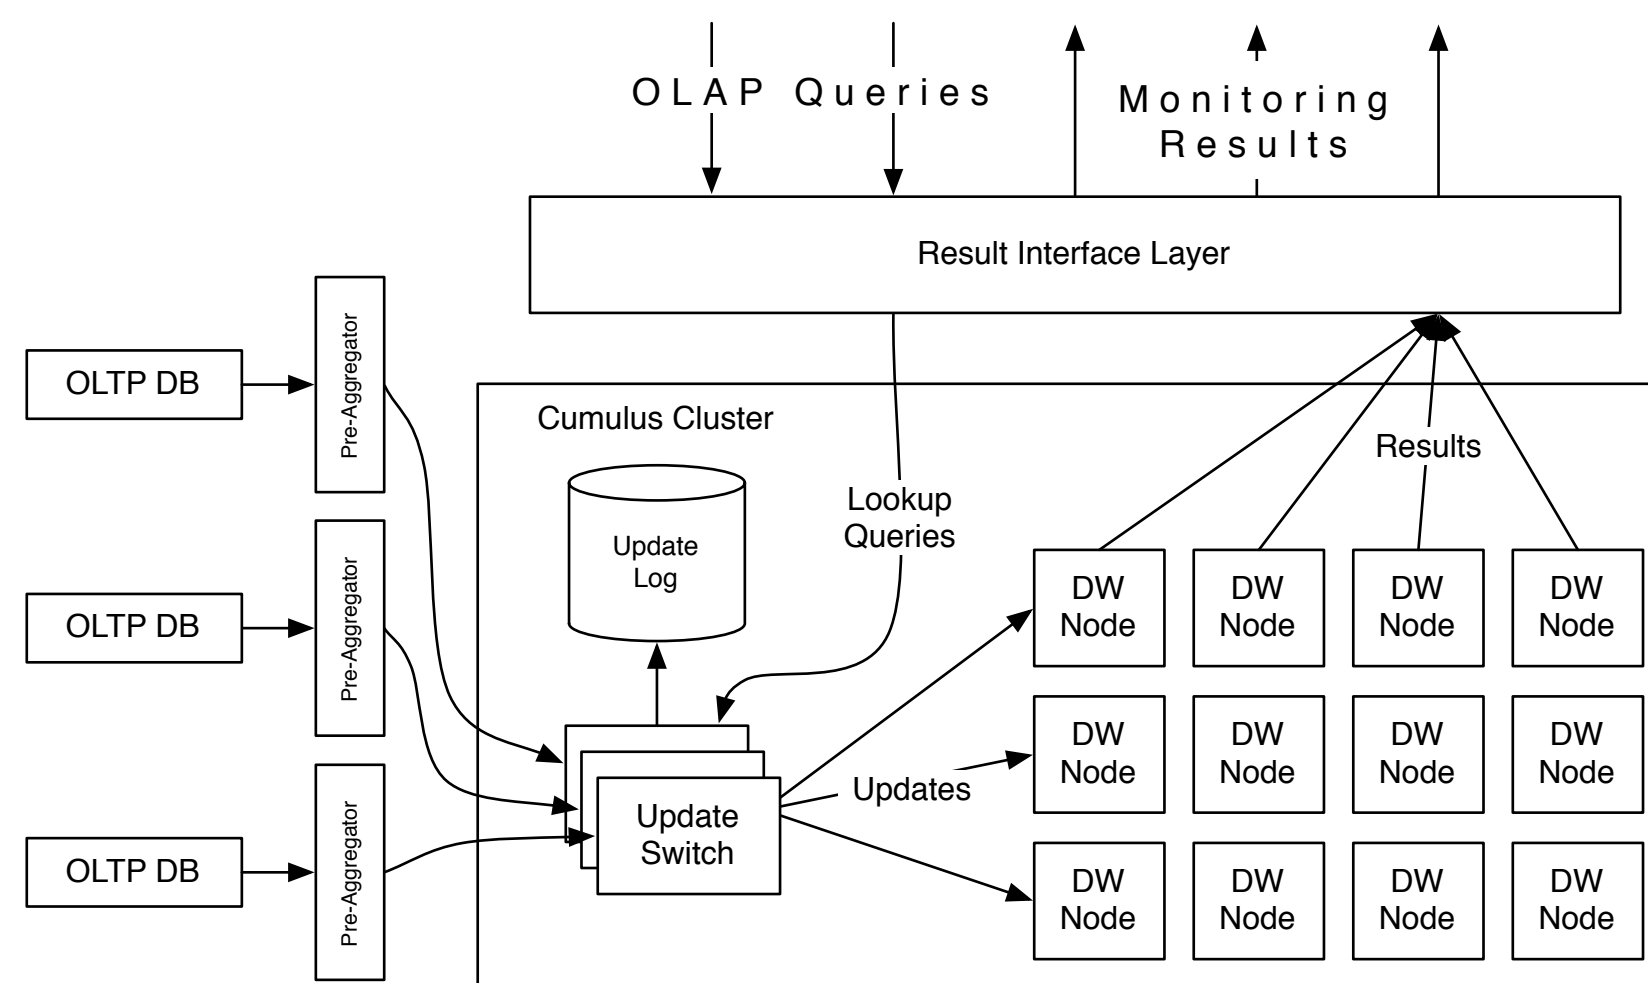 OLAP Queries
Monitoring
Results
Result Interface Layer
OLTP DB
Pre-Aggregator
Cumulus Cluster
Results
Update
Log
Lookup
Queries
OLTP DB
Pre-Aggregator
DW
Node
DW
Node
DW
Node
DW
Node
DW
Node
DW
Node
DW
Node
DW
Node
Updates
OLTP DB
Pre-Aggregator
Update
Switch
DW
Node
DW
Node
DW
Node
DW
Node